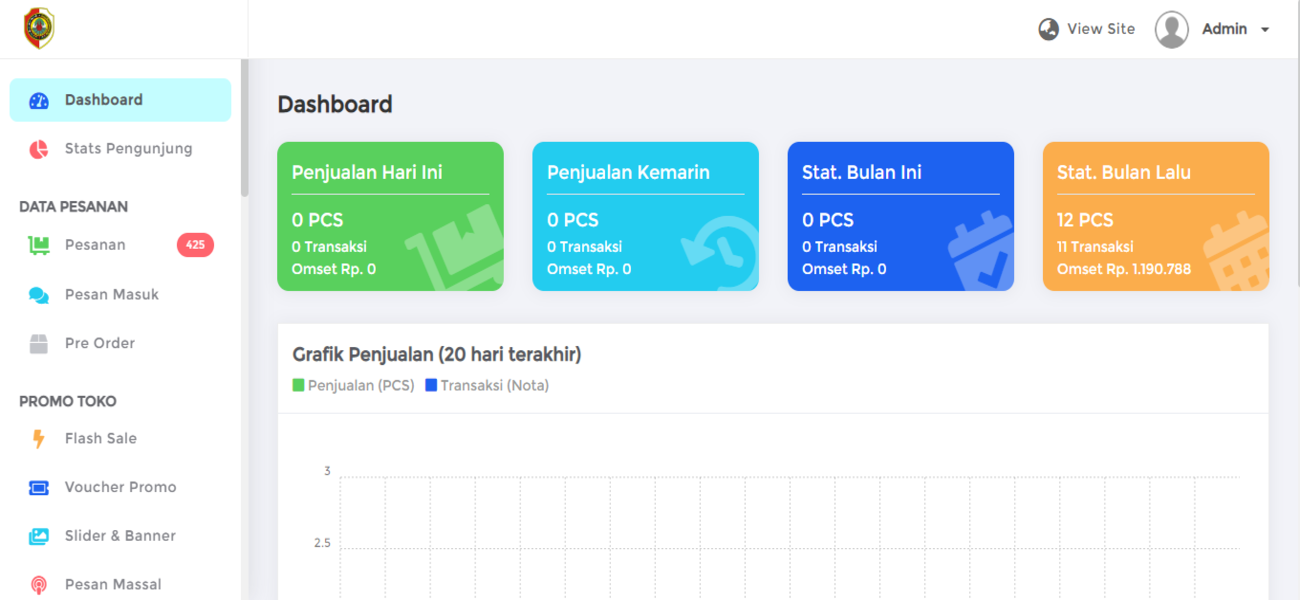 View Site
Admin
Dashboard
Stats Pengunjung
DATA PESANAN
Pesanan
425
Pesan Masuk
Pre Order
PROMO TOKO
Flash Sale
Voucher Promo
Slider & Banner
Pesan Massal
Dashboard
Penjualan Hari Ini
0 PCS
0 Transaksi
Omset Rp. 0
Penjualan Kemarin
0 PCS
0 Transaksi
Omset Rp. 0
Stat. Bulan Ini
0 PCS
0 Transaksi
Omset Rp. 0
Stat. Bulan Lalu
12 PCS
11 Transaksi
Omset Rp. 1.190.788
Grafik Penjualan (20 hari terakhir)
Penjualan (PCS) Transaksi (Nota)
3
2.5